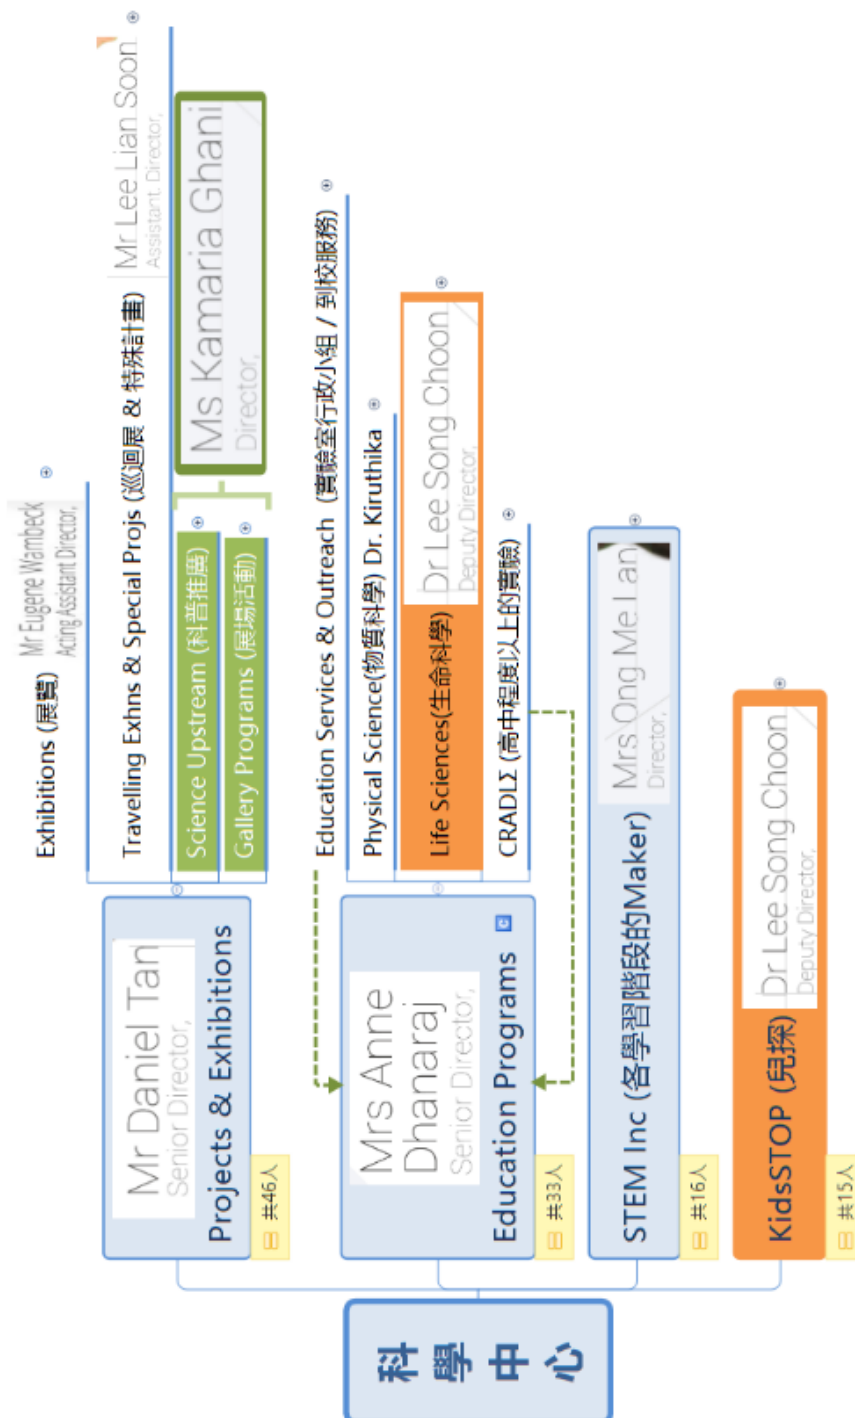 科學中心
Mr Daniel Tan
Senior Director,
Projects & Exhibitions
共46人
Exhibitions (展覽)
Mr Eugene Wambeck
Acting Assistant Director,
Travelling Exhns & Special Projs (巡迴展 & 特殊計畫)
Mr Lee Lian Soon
Assistant Director,
Science Upstream (科普推廣)
Gallery Programs (展場活動)
Ms Kamaria Ghani
Director,
Mrs Anne
Dhanaraj
Senior Director,
Education Programs
共33人
Education Services & Outreach (實驗室行政小組 / 到校服務)
Physical Science(物質科學) Dr. Kiruthika
Life Sciences(生命科學)
Dr Lee Song Choon
Deputy Director,
CRADLΣ (高中程度以上的實驗)
STEM Inc (各學習階段的Maker)
Mrs Ong Me.Lan
Director,
共16人
KidsSTOP (兒探)
Dr Lee Song Choon
Deputy Director,
共15人